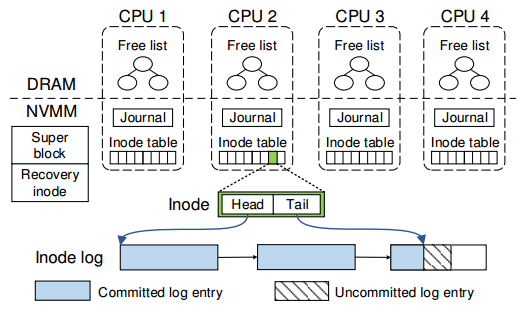 CPU 1 CPU 2 CPU 3 CPU 4
Free list Free list Free list Free list
DRAM
NVMM
Journal Journal Journal Journal
Super
block
Inode table Inode table Inode table Inode table
Recovery
inode
Inode Head Tail
Inode log
Committed log entry Uncommitted log entry